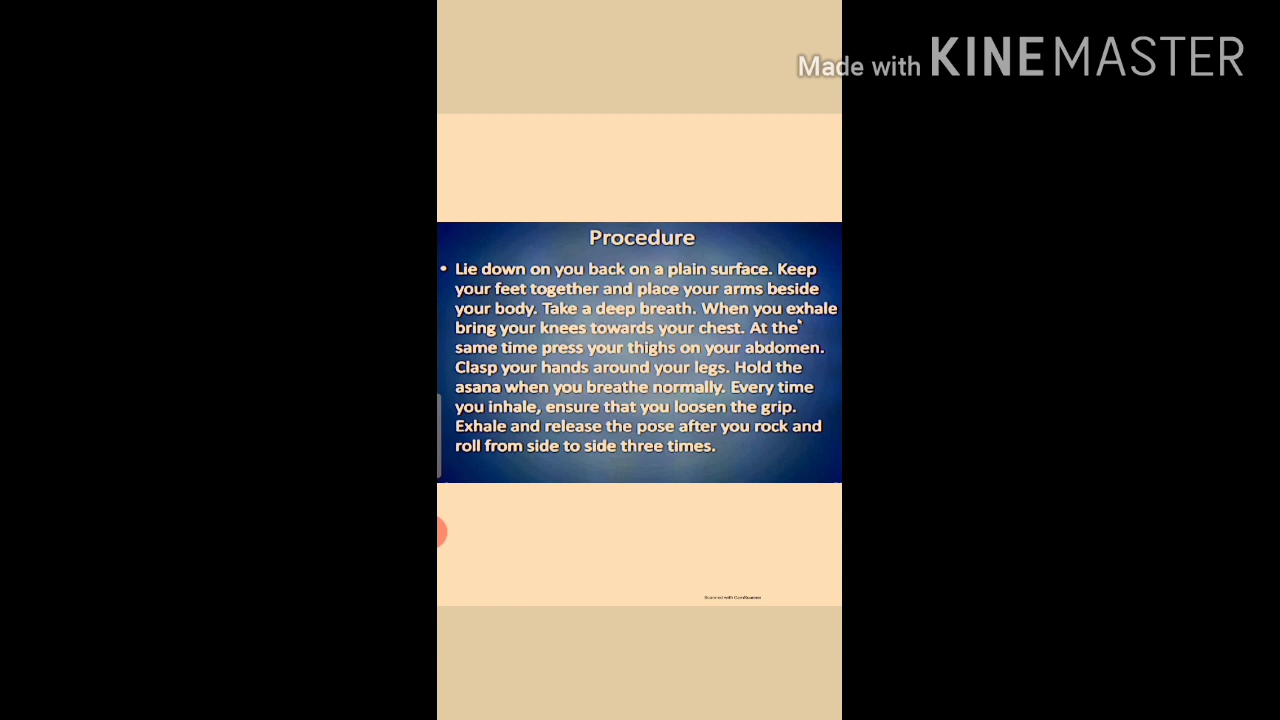 Made with KINEMASTER
Procedure
• Lie down on you back on a plain surface. Keep
your feet together and place your arms beside
your body. Take a deep breath. When you exhale
bring your knees towards your chest. At the
same time press your thighs on your abdomen.
Clasp your hands around your legs. Hold the
asana when you breathe normally. Every time
you inhale, ensure that you loosen the grip.
Exhale and release the pose after you rock and
roll from side to side three times.
Scanned with CamScanner